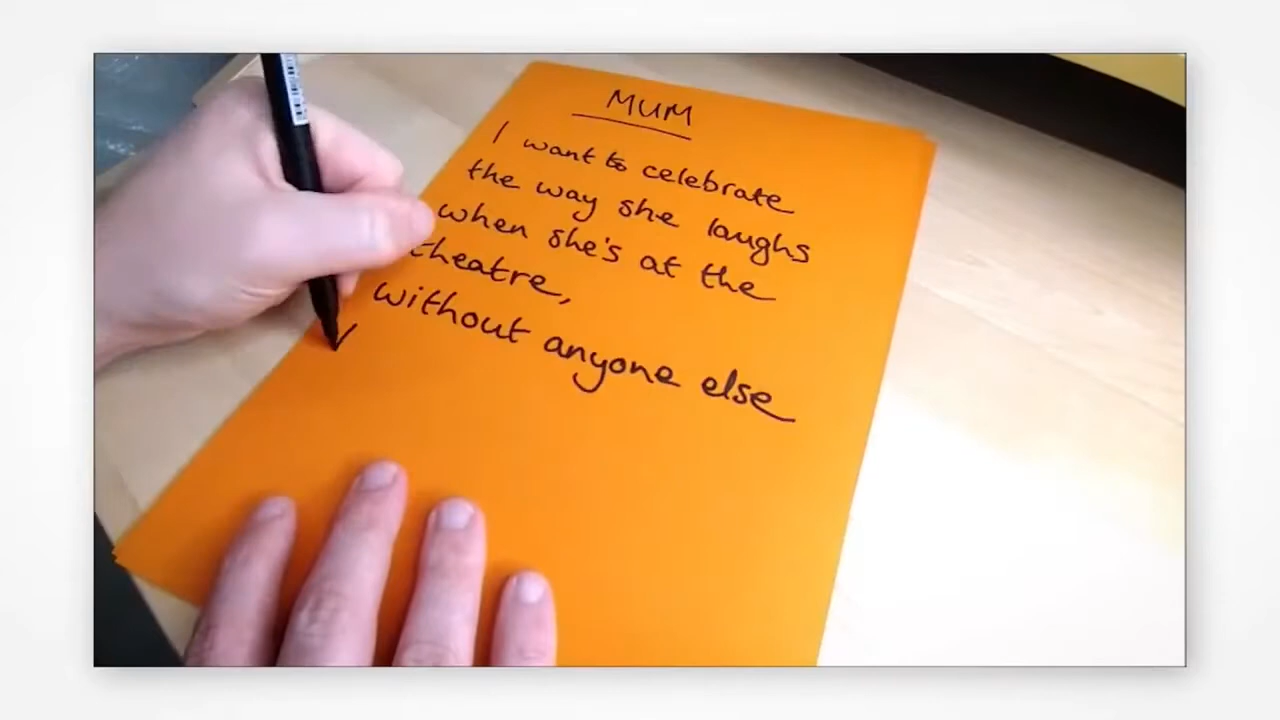 MUM
I want to celebrate
the way she laughs
when she's at the
theatre,
without anyone else